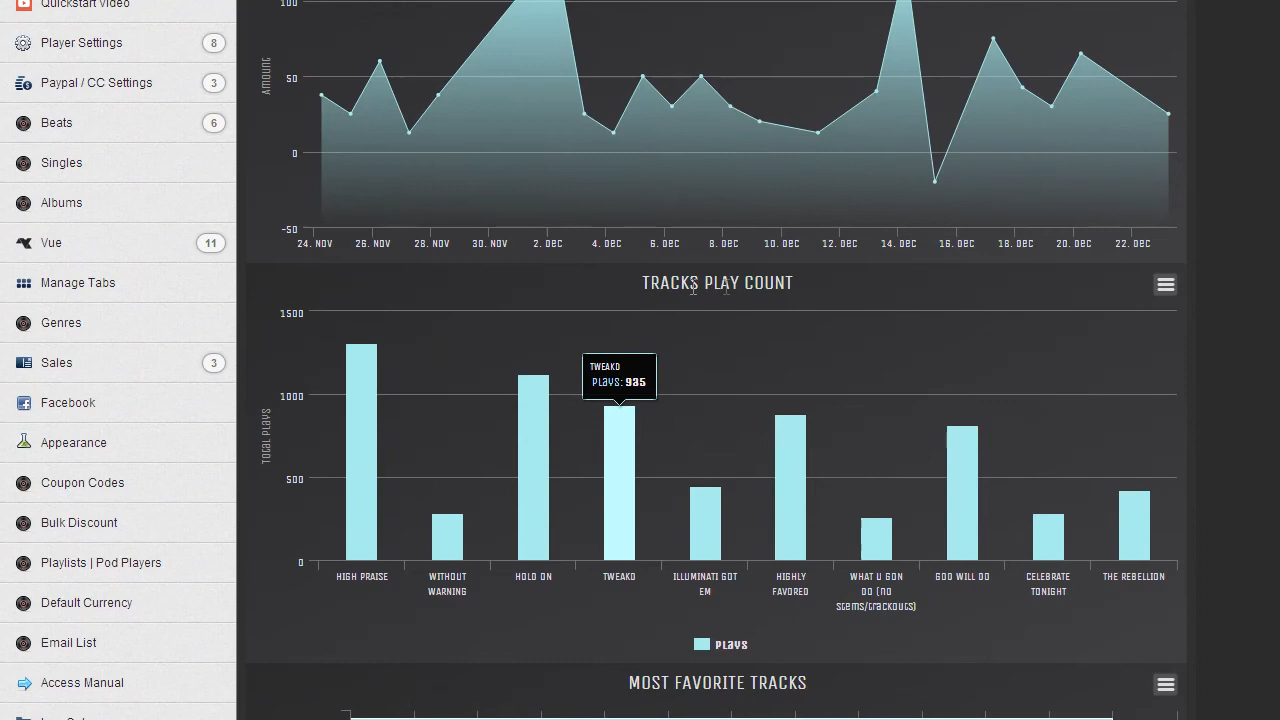 Quickstart Video
Player Settings 8
Paypal / CC Settings 3
Beats 6
Singles
Albums
Vue 11
Manage Tabs
Genres
Sales 3
Facebook
Appearance
Coupon Codes
Bulk Discount
Playlists | Pod Players
Default Currency
Email List
Access Manual
100
50
0
-50
Amount
24. Nov 26. Nov 28. Nov 30. Nov 2. Dec 4. Dec 6. Dec 8. Dec 10. Dec 12. Dec 14. Dec 16. Dec 18. Dec 20. Dec 22. Dec
TRACKS PLAY COUNT
1500
1000
500
0
Total Plays
TWEAKD
Plays: 925
HIGH PRAISE
WITHOUT
WARNING
HOLD ON
TWEAKD
ILLUMINATI GOT
EM
HIGHLY
FAVORED
WHAT U GON
DO (no
stems/trackouts)
GOD WILL DO
CELEBRATE
TONIGHT
THE REBELLION
Plays
MOST FAVORITE TRACKS